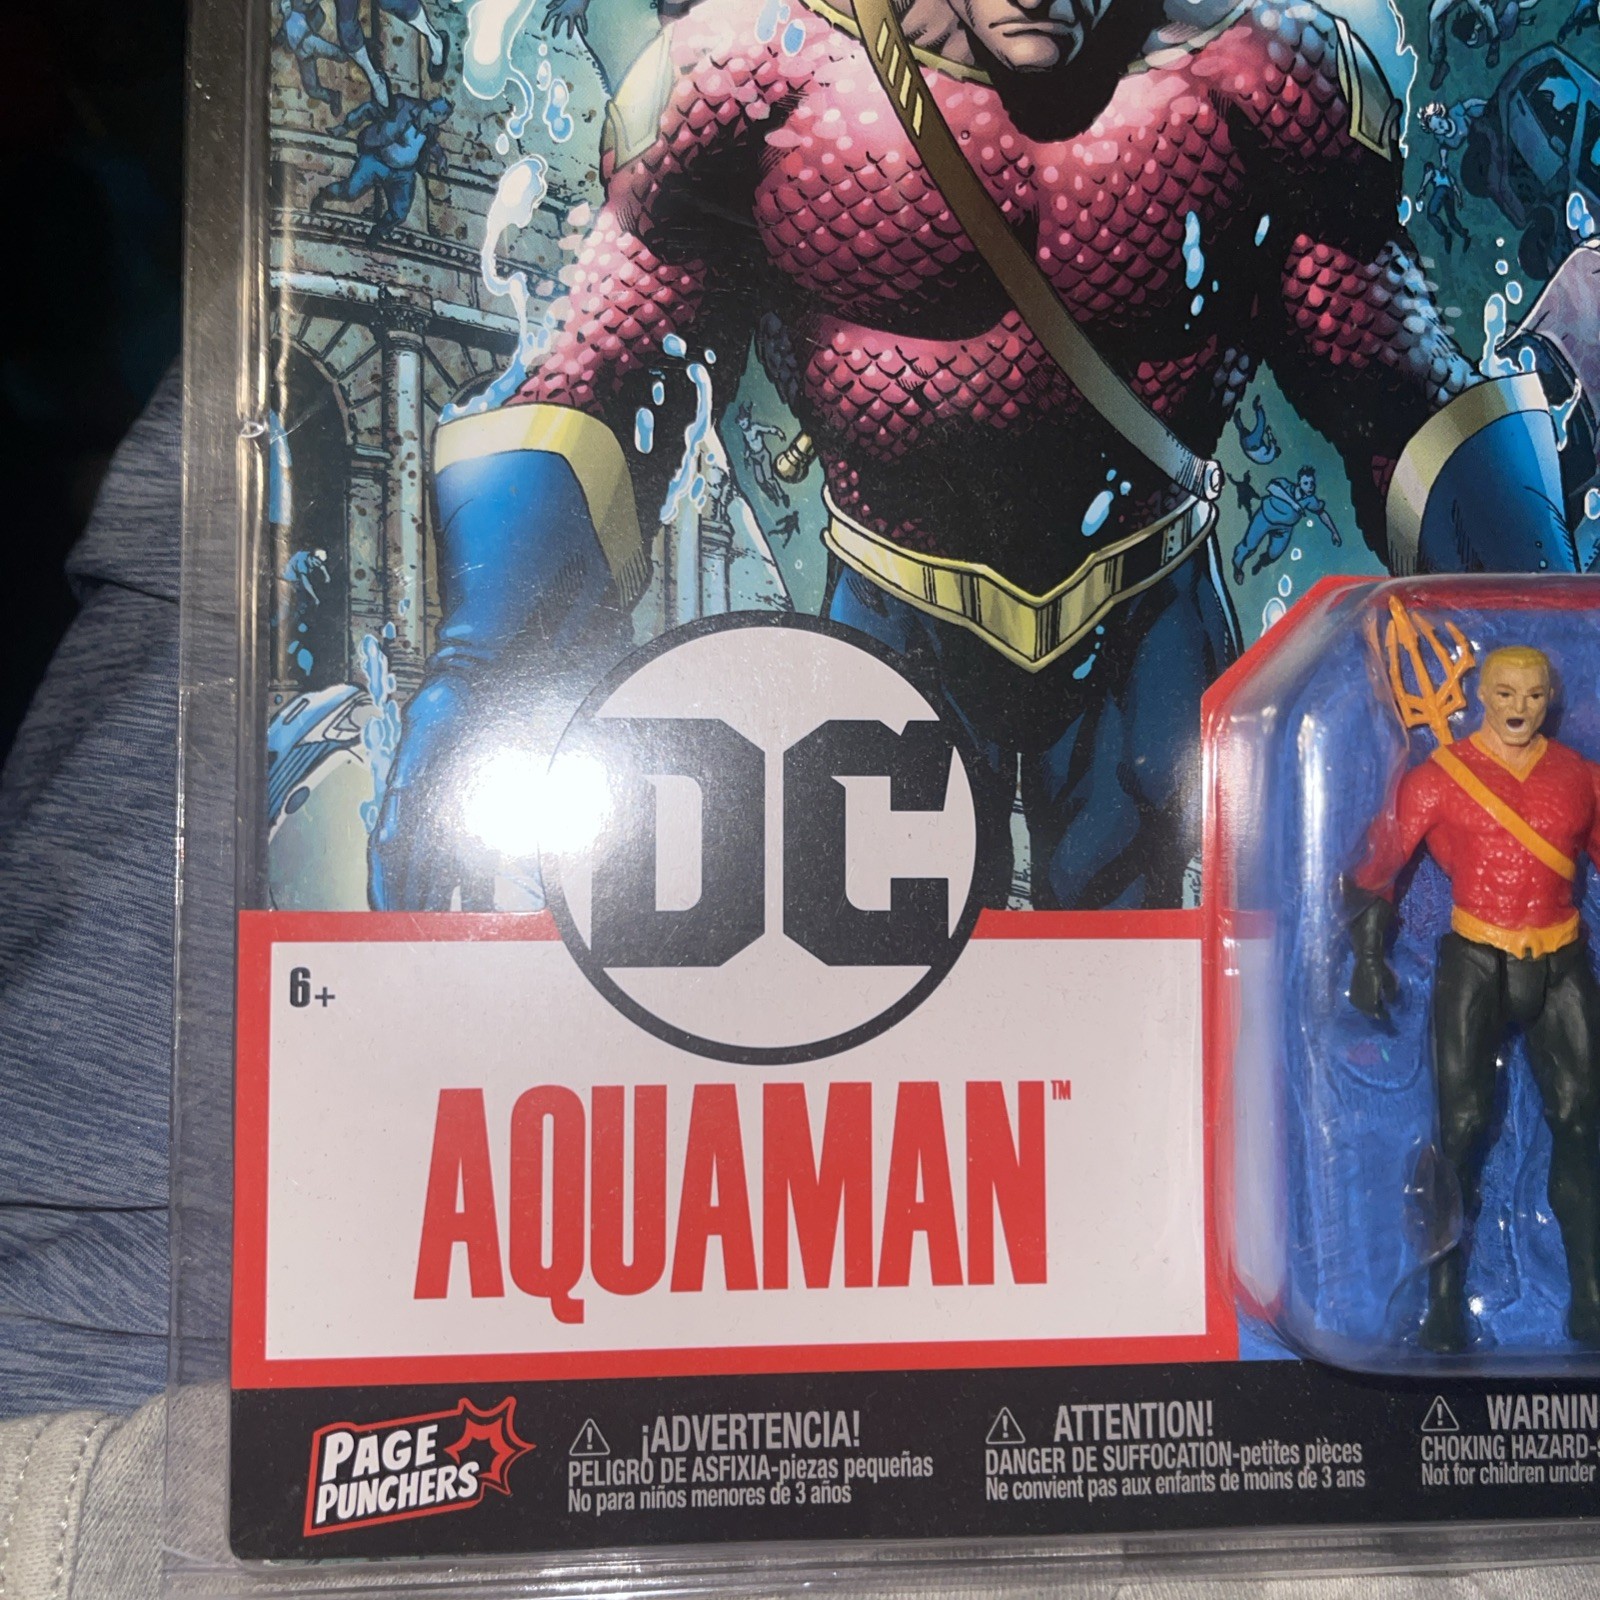 DC
6+
AQUAMAN™
PAGE
PUNCHERS
¡ADVERTENCIA!
PELIGRO DE ASFIXIA-piezas pequeñas
No para niños menores de 3 años
ATTENTION!
DANGER DE SUFFOCATION-petites pièces
Ne convient pas aux enfants de moins de 3 ans
WARNIN
CHOKING HAZARD-
Not for children under